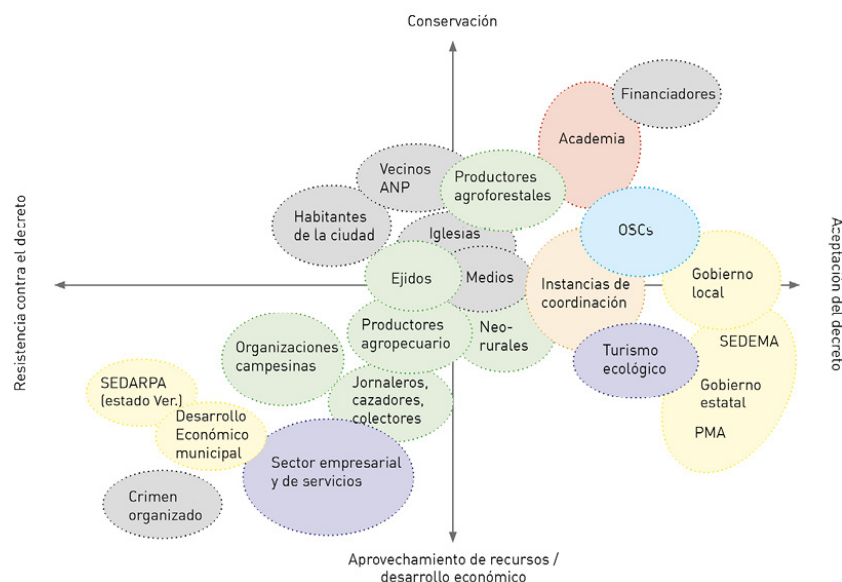 Conservación
Financiadores
Academia
Vecinos
ANP
Productores
agroforestales
Habitantes
de la ciudad
Iglesias
OSCs
Resistencia contra el decreto
Aceptación del decreto
Ejidos
Medios
Instancias de
coordinación
Gobierno
local
Productores
agropecuario
Neo-
rurales
Organizaciones
campesinas
Turismo
ecológico
SEDEMA
Gobierno
estatal
PMA
SEDARPA
(estado Ver.)
Jornaleros,
cazadores,
colectores
Desarrollo
Económico
municipal
Sector empresarial
y de servicios
Crimen
organizado
Aprovechamiento de recursos /
desarrollo económico